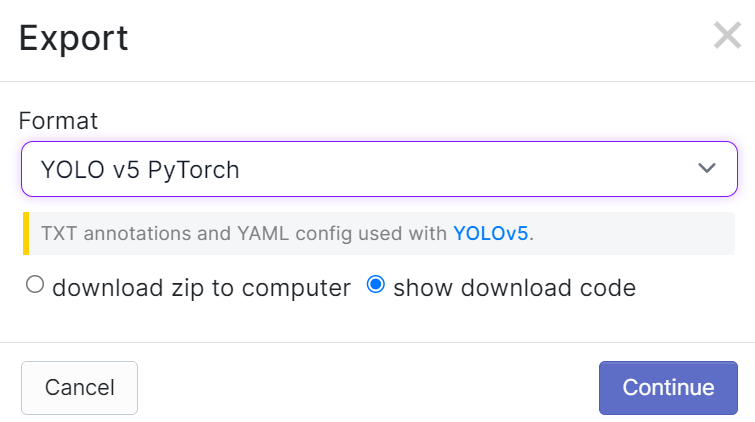 Export
Format
YOLO v5 PyTorch
TXT annotations and YAML config used with YOLOv5.
download zip to computer show download code
Cancel Continue